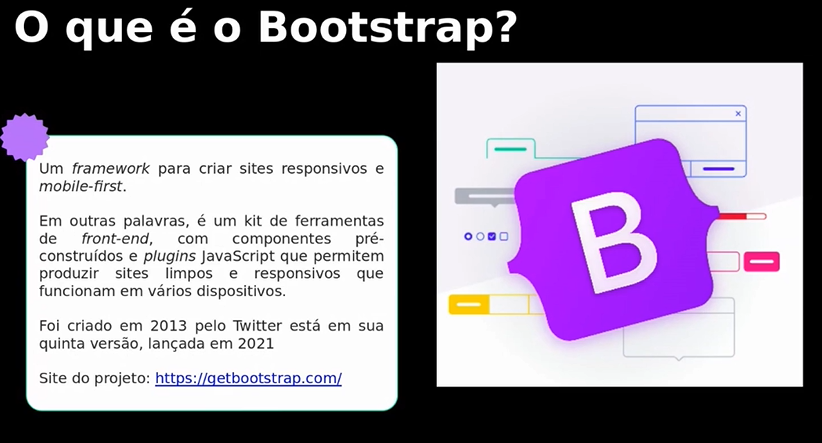 O que é o Bootstrap?
Um framework para criar sites responsivos e
mobile-first.
Em outras palavras, é um kit de ferramentas
de front-end, com componentes pré-
construídos e plugins JavaScript que permitem
produzir sites limpos e responsivos que
funcionam em vários dispositivos.
Foi criado em 2013 pelo Twitter está em sua
quinta versão, lançada em 2021
Site do projeto: https://getbootstrap.com/
B